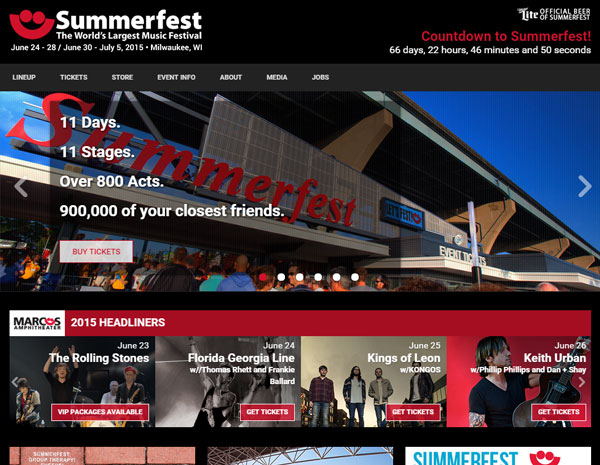 Summerfest
The World's Largest Music Festival
June 24 - 28 / June 30 - July 5, 2015 • Milwaukee, WI
Lite OFFICIAL BEER
OF SUMMERFEST
Countdown to Summerfest!
66 days, 22 hours, 46 minutes and 50 seconds
LINEUP TICKETS STORE EVENT INFO ABOUT MEDIA JOBS
Summerfest
11 Days.
11 Stages.
Over 800 Acts.
900,000 of your closest friends.
BUY TICKETS
EVENT TICKETS
MARCUS
AMPHITHEATER
2015 HEADLINERS
June 23
The Rolling Stones
VIP PACKAGES AVAILABLE
June 24
Florida Georgia Line
w//Thomas Rhett and Frankie
Ballard
GET TICKETS
June 25
Kings of Leon
w/KONGOS
GET TICKETS
June 26
Keith Urban
w/Phillip Phillips and Dan + Shay
GET TICKETS
SUMMERFEST
GROUP THERAPY!
SUMMERFEST